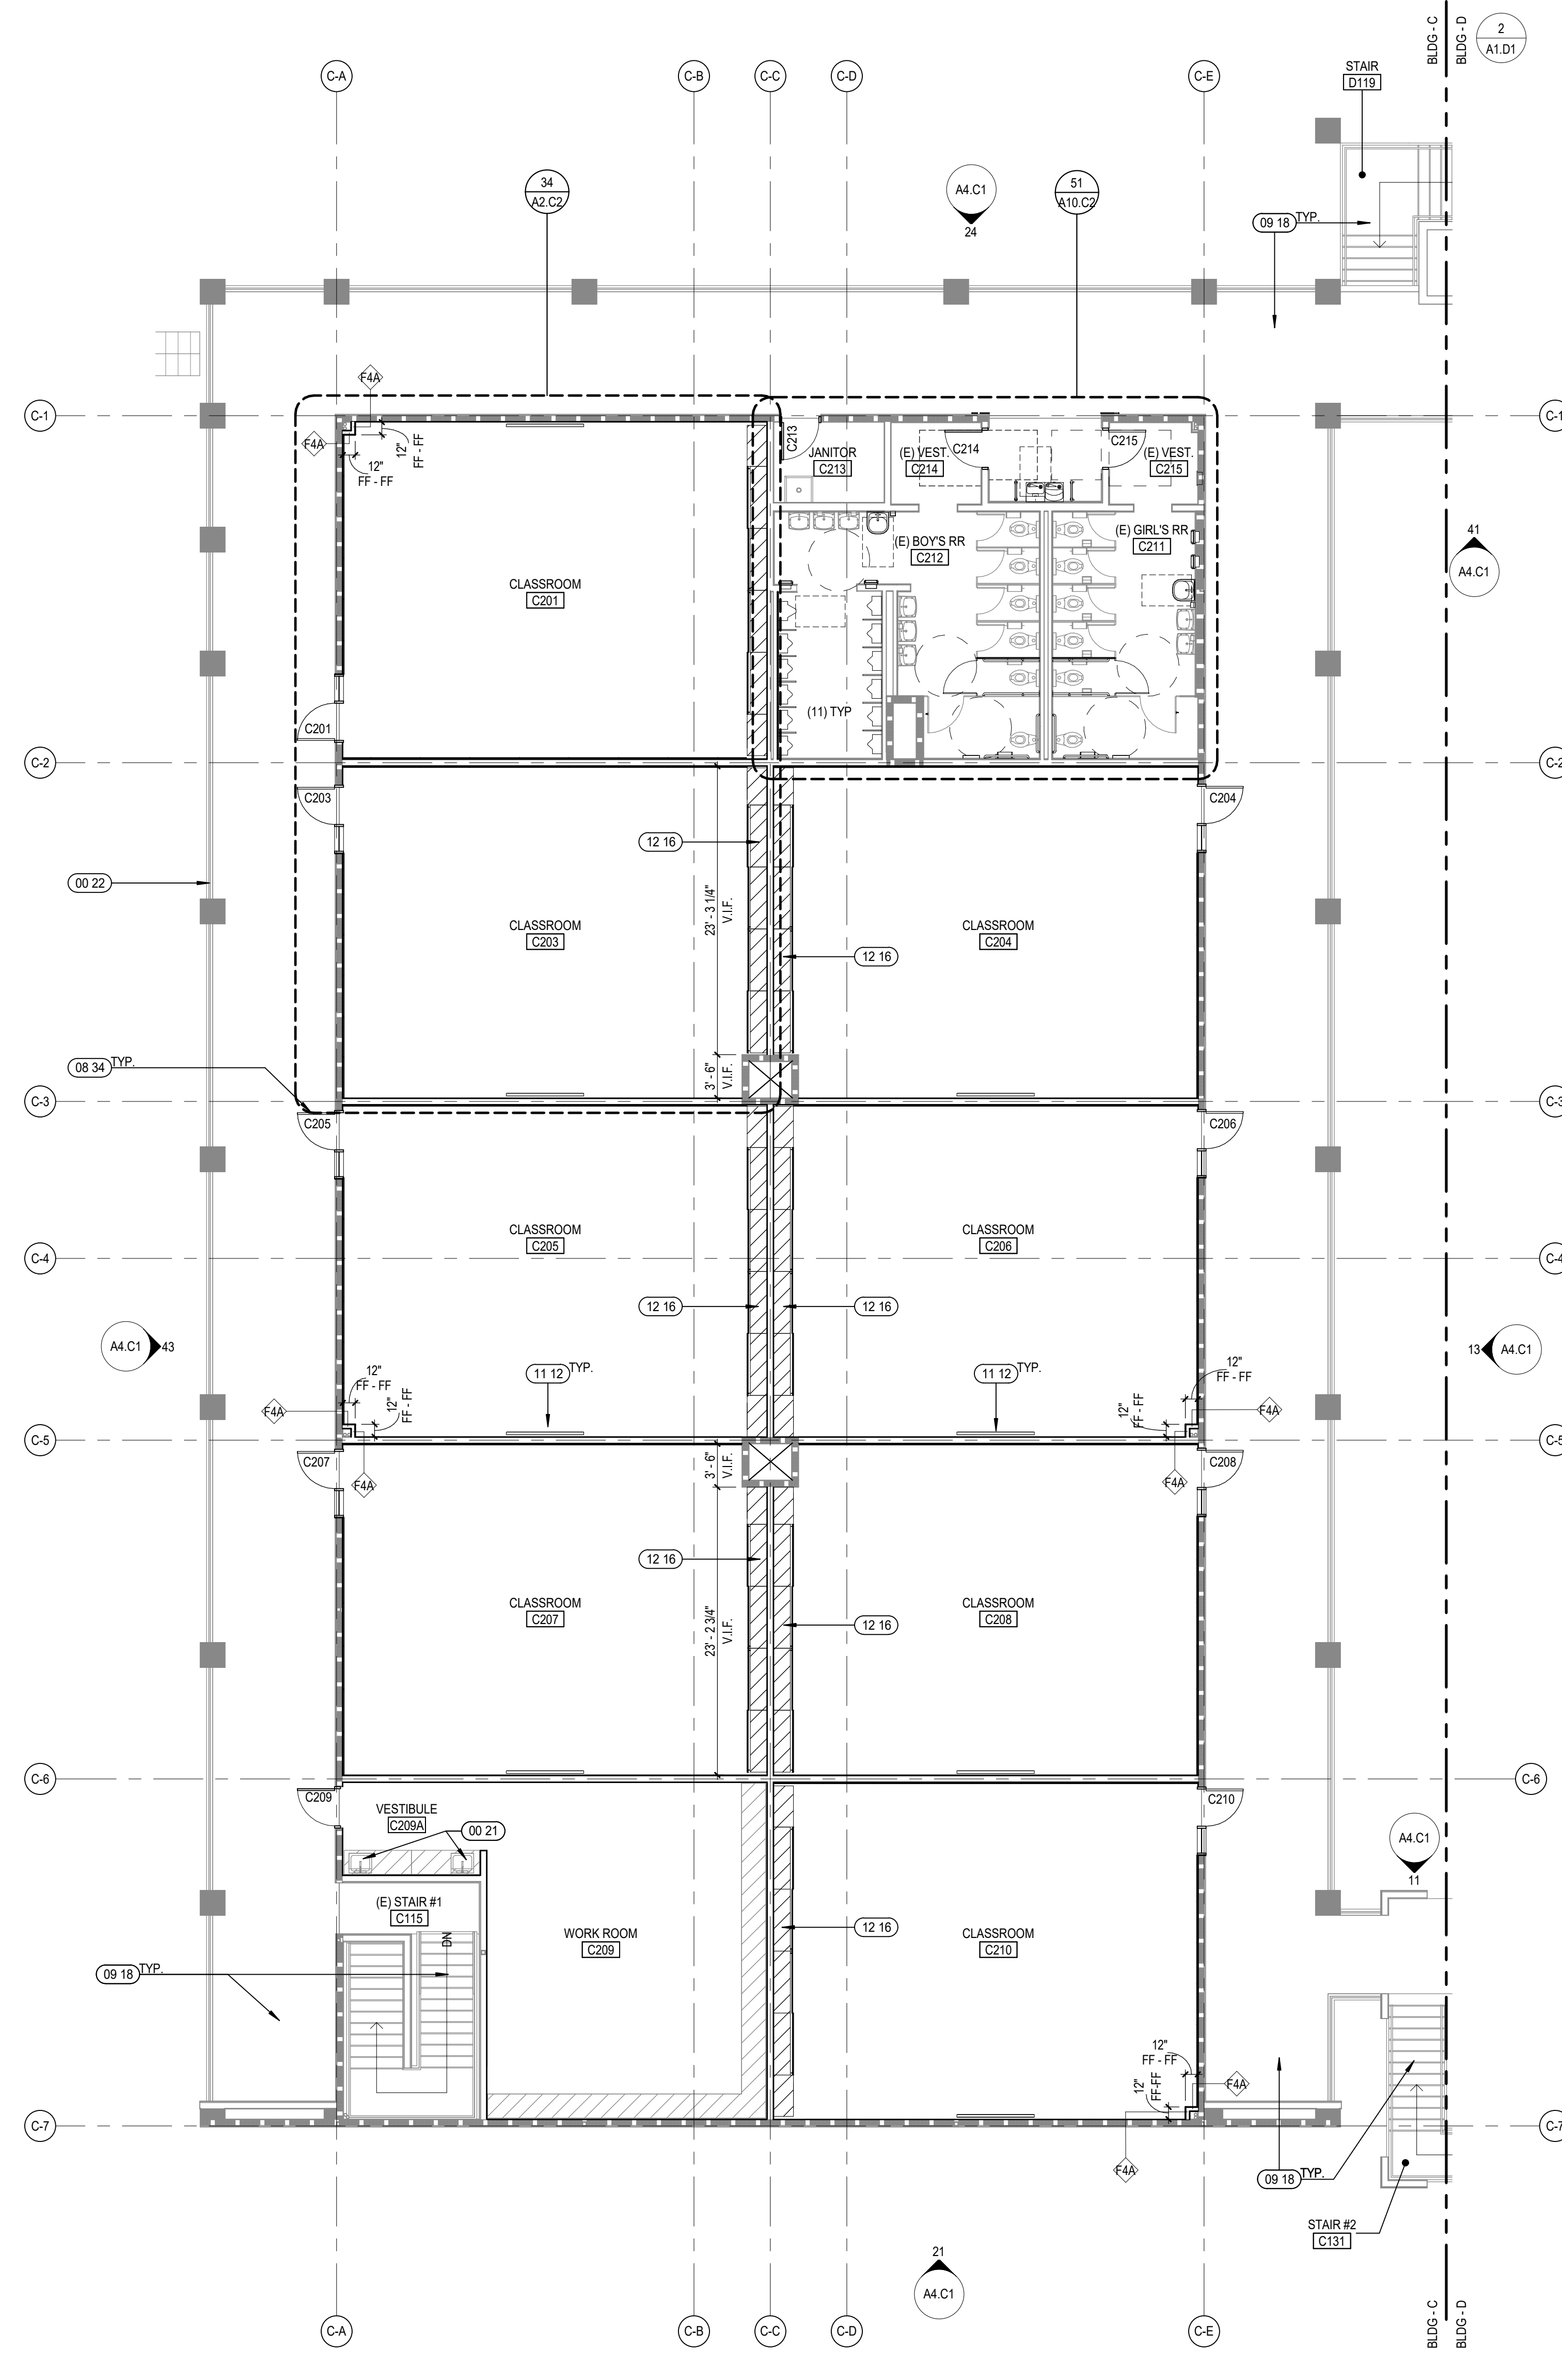 BLDG - C
BLDG - D
2
A1.D1
C-A
C-B
C-C
C-D
C-E
STAIR
D119
34
A2.C2
A4.C1
24
51
A10.C2
09 18
TYP.
F4A
C-1
C-1
F4A
12"
FF - FF
12"
FF - FF
C213
JANITOR
C213
(E) VEST.
C214
C214
C215
(E) VEST.
C215
(E) BOY'S RR
C212
(E) GIRL'S RR
C211
41
A4.C1
CLASSROOM
C201
(11) TYP
C201
C-2
C-2
C203
C204
12 16
00 22
23' - 3 1/4"
V.I.F.
CLASSROOM
C203
CLASSROOM
C204
12 16
08 34
TYP.
3' - 6"
V.I.F.
C-3
C-3
C205
C206
CLASSROOM
C205
CLASSROOM
C206
C-4
C-4
12 16
12 16
A4.C1
43
13
A4.C1
11 12
TYP.
11 12
TYP.
12"
FF - FF
12"
FF - FF
12"
FF - FF
12"
FF - FF
F4A
F4A
C-5
C-5
C207
C208
F4A
F4A
3' - 6"
V.I.F.
12 16
CLASSROOM
C207
CLASSROOM
C208
23' - 2 3/4"
V.I.F.
12 16
C-6
C-6
C209
C210
VESTIBULE
C209A
00 21
A4.C1
11
(E) STAIR #1
C115
DN
WORK ROOM
C209
12 16
CLASSROOM
C210
09 18
TYP.
12"
FF - FF
12"
FF-FF
F4A
C-7
C-7
F4A
09 18
TYP.
STAIR #2
C131
21
A4.C1
C-A
C-B
C-C
C-D
C-E
BLDG - C
BLDG - D